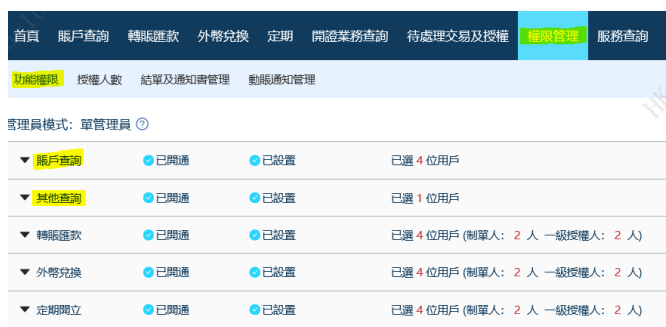 首頁 賬戶查詢 轉賬匯款 外幣兌換 定期 開證業務查詢 待處理交易及授權 權限管理 服務查詢
功能權限 授權人數 結單及通知書管理 動賬通知管理
管理員模式：單管理員 ?
▼ 賬戶查詢 已開通 已設置 已選 4 位用戶
▼ 其他查詢 已開通 已設置 已選 1 位用戶
▼ 轉賬匯款 已開通 已設置 已選 4 位用戶 (制單人： 2 人 一級授權人： 2 人)
▼ 外幣兌換 已開通 已設置 已選 4 位用戶 (制單人： 2 人 一級授權人： 2 人)
▼ 定期開立 已開通 已設置 已選 4 位用戶 (制單人： 2 人 一級授權人： 2 人)